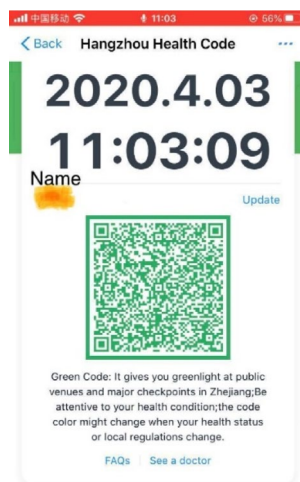 中国移动 11:03 56%
Back Hangzhou Health Code
2020.4.03
11:03:09
Name
Update
Green Code: It gives you greenlight at public
venues and major checkpoints in Zhejiang;Be
attentive to your health condition;the code
color might change when your health status
or local regulations change.
FAQs See a doctor